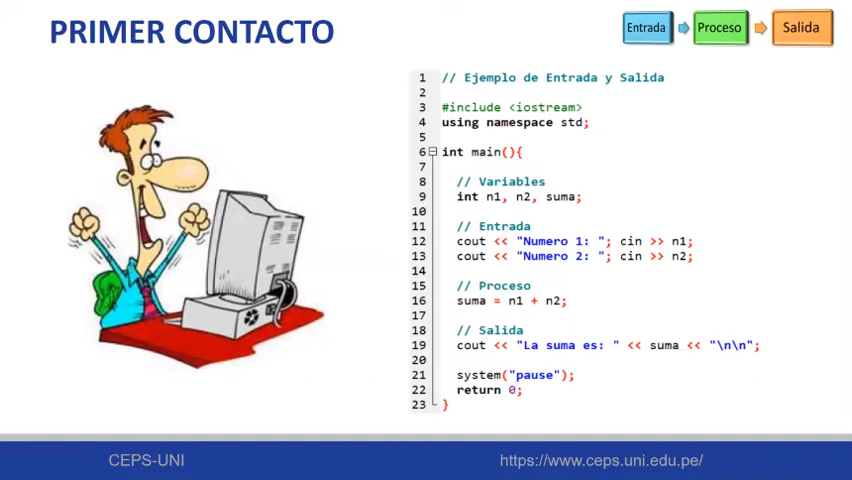 PRIMER CONTACTO
Entrada
Proceso
Salida
1 // Ejemplo de Entrada y Salida
2
3 #include <iostream>
4 using namespace std;
5
6 int main(){
7
8 // Variables
9 int n1, n2, suma;
10
11 // Entrada
12 cout << "Numero 1: "; cin >> n1;
13 cout << "Numero 2: "; cin >> n2;
14
15 // Proceso
16 suma = n1 + n2;
17
18 // Salida
19 cout << "La suma es: " << suma << "\n\n";
20
21 system("pause");
22 return 0;
23 }
CEPS-UNI
https://www.ceps.uni.edu.pe/